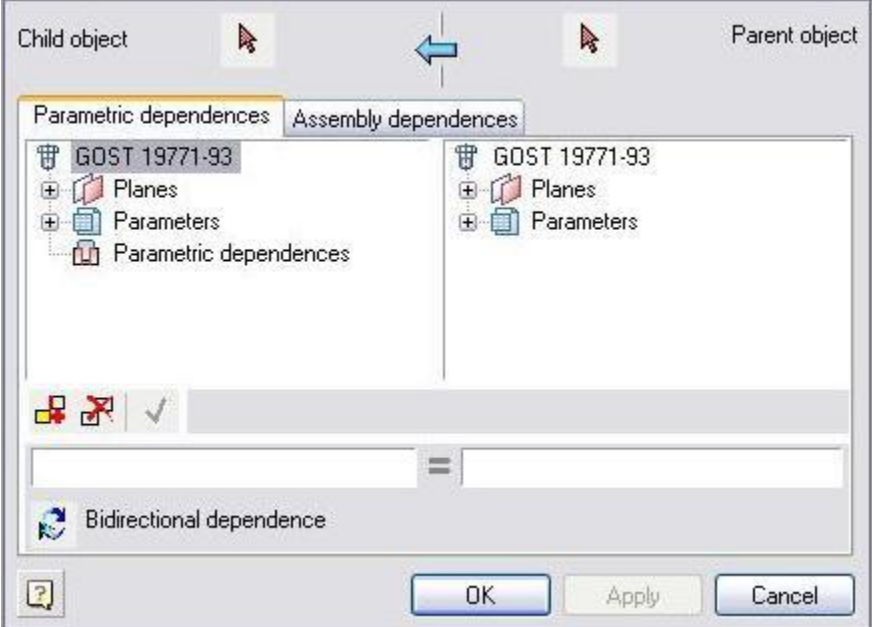 Child object
Parent object
Parametric dependences
Assembly dependences
GOST 19771-93
Planes
Parameters
Parametric dependences
GOST 19771-93
Planes
Parameters
=
Bidirectional dependence
?
OK
Apply
Cancel